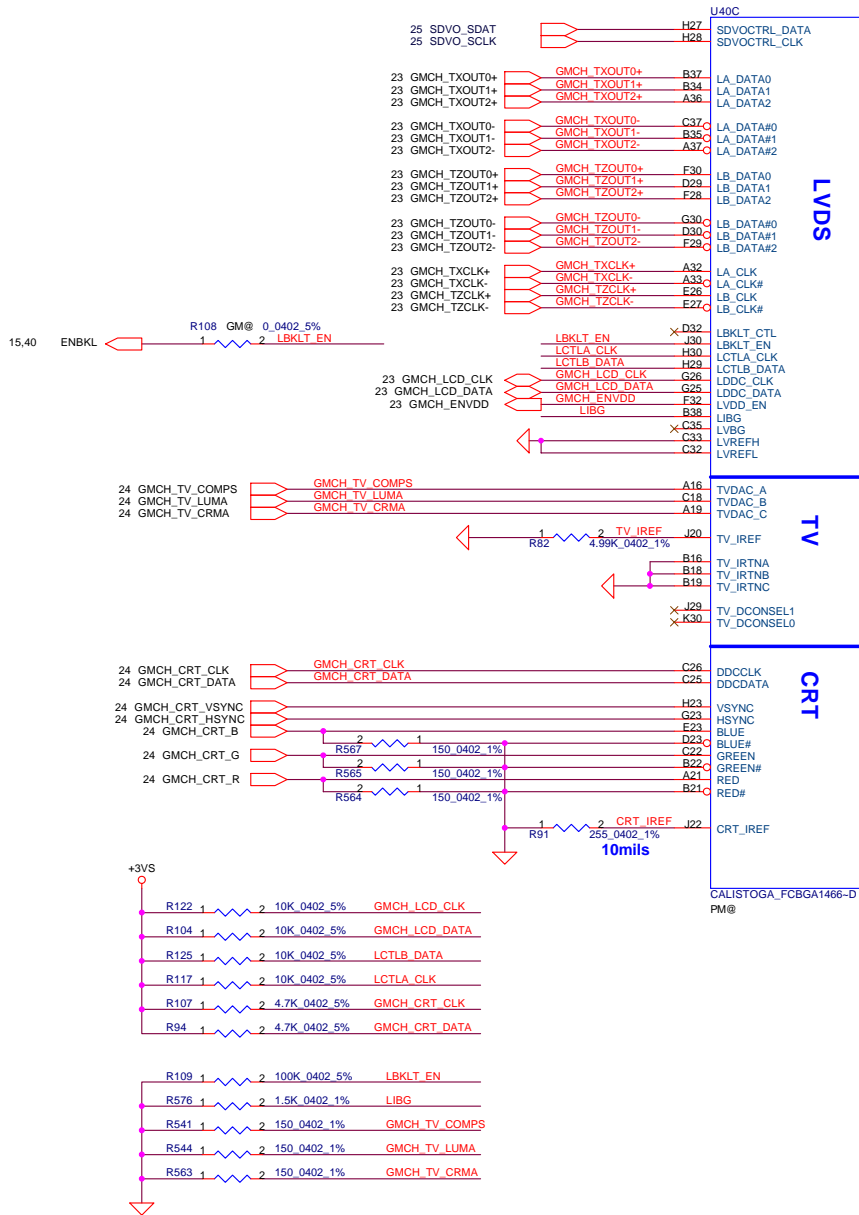 U40C
25 SDVO_SDAT H27 SDVOCTRL_DATA
25 SDVO_SCLK H28 SDVOCTRL_CLK
23 GMCH_TXOUT0+ GMCH_TXOUT0+ B37 LA_DATA0
23 GMCH_TXOUT1+ GMCH_TXOUT1+ B34 LA_DATA1
23 GMCH_TXOUT2+ GMCH_TXOUT2+ A36 LA_DATA2
23 GMCH_TXOUT0- GMCH_TXOUT0- C37 LA_DATA#0
23 GMCH_TXOUT1- GMCH_TXOUT1- B35 LA_DATA#1
23 GMCH_TXOUT2- GMCH_TXOUT2- A37 LA_DATA#2
23 GMCH_TZOUT0+ GMCH_TZOUT0+ F30 LB_DATA0
23 GMCH_TZOUT1+ GMCH_TZOUT1+ D29 LB_DATA1
23 GMCH_TZOUT2+ GMCH_TZOUT2+ F28 LB_DATA2
LVDS
23 GMCH_TZOUT0- GMCH_TZOUT0- G30 LB_DATA#0
23 GMCH_TZOUT1- GMCH_TZOUT1- D30 LB_DATA#1
23 GMCH_TZOUT2- GMCH_TZOUT2- F29 LB_DATA#2
23 GMCH_TXCLK+ GMCH_TXCLK+ A32 LA_CLK
23 GMCH_TXCLK- GMCH_TXCLK- A33 LA_CLK#
23 GMCH_TZCLK+ GMCH_TZCLK+ E26 LB_CLK
23 GMCH_TZCLK- GMCH_TZCLK- E27 LB_CLK#
R108 GM@ 0_0402_5%
D32 LBKLT_CTL
15,40 ENBKL 1 2 LBKLT_EN LBKLT_EN J30 LBKLT_EN
LCTLA_CLK H30 LCTLA_CLK
LCTLB_DATA H29 LCTLB_DATA
23 GMCH_LCD_CLK GMCH_LCD_CLK G26 LDDC_CLK
23 GMCH_LCD_DATA GMCH_LCD_DATA G25 LDDC_DATA
23 GMCH_ENVDD GMCH_ENVDD F32 LVDD_EN
LIBG B38 LIBG
C35 LVBG
C33 LVREFH
C32 LVREFL
24 GMCH_TV_COMPS GMCH_TV_COMPS A16 TVDAC_A
24 GMCH_TV_LUMA GMCH_TV_LUMA C18 TVDAC_B
24 GMCH_TV_CRMA GMCH_TV_CRMA A19 TVDAC_C
TV
1 2 TV_IREF J20 TV_IREF
R82 4.99K_0402_1%
B16 TV_IRTNA
B18 TV_IRTNB
B19 TV_IRTNC
J29 TV_DCONSEL1
K30 TV_DCONSEL0
24 GMCH_CRT_CLK GMCH_CRT_CLK C26 DDCCLK
24 GMCH_CRT_DATA GMCH_CRT_DATA C25 DDCDATA
CRT
24 GMCH_CRT_VSYNC H23 VSYNC
24 GMCH_CRT_HSYNC G23 HSYNC
24 GMCH_CRT_B E23 BLUE
2 1 D23 BLUE#
R567 150_0402_1%
24 GMCH_CRT_G C22 GREEN
2 1 B22 GREEN#
R565 150_0402_1%
24 GMCH_CRT_R A21 RED
2 1 B21 RED#
R564 150_0402_1%
1 2 CRT_IREF J22 CRT_IREF
R91 255_0402_1%
10mils
+3VS
CALISTOGA_FCBGA1466~D
PM@
R122 1 2 10K_0402_5% GMCH_LCD_CLK
R104 1 2 10K_0402_5% GMCH_LCD_DATA
R125 1 2 10K_0402_5% LCTLB_DATA
R117 1 2 10K_0402_5% LCTLA_CLK
R107 1 2 4.7K_0402_5% GMCH_CRT_CLK
R94 1 2 4.7K_0402_5% GMCH_CRT_DATA
R109 1 2 100K_0402_5% LBKLT_EN
R576 1 2 1.5K_0402_1% LIBG
R541 1 2 150_0402_1% GMCH_TV_COMPS
R544 1 2 150_0402_1% GMCH_TV_LUMA
R563 1 2 150_0402_1% GMCH_TV_CRMA